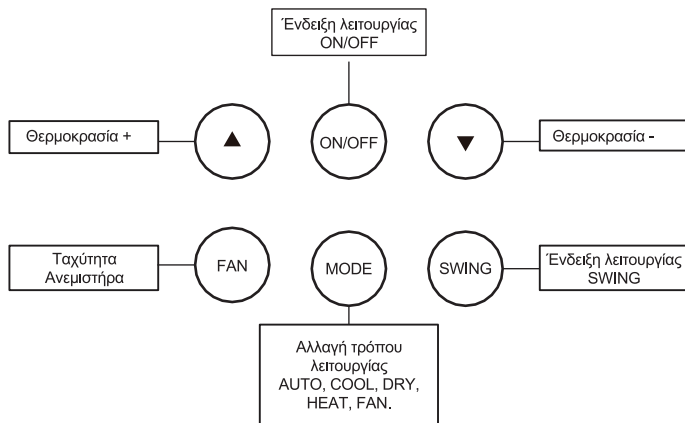 Ένδειξη λειτουργίας
ON/OFF
Θερμοκρασία +
▲
ON/OFF
▼
Θερμοκρασία -
Ταχύτητα
Ανεμιστήρα
FAN
MODE
SWING
Ένδειξη λειτουργίας
SWING
Αλλαγή τρόπου
λειτουργίας
AUTO, COOL, DRY,
HEAT, FAN.